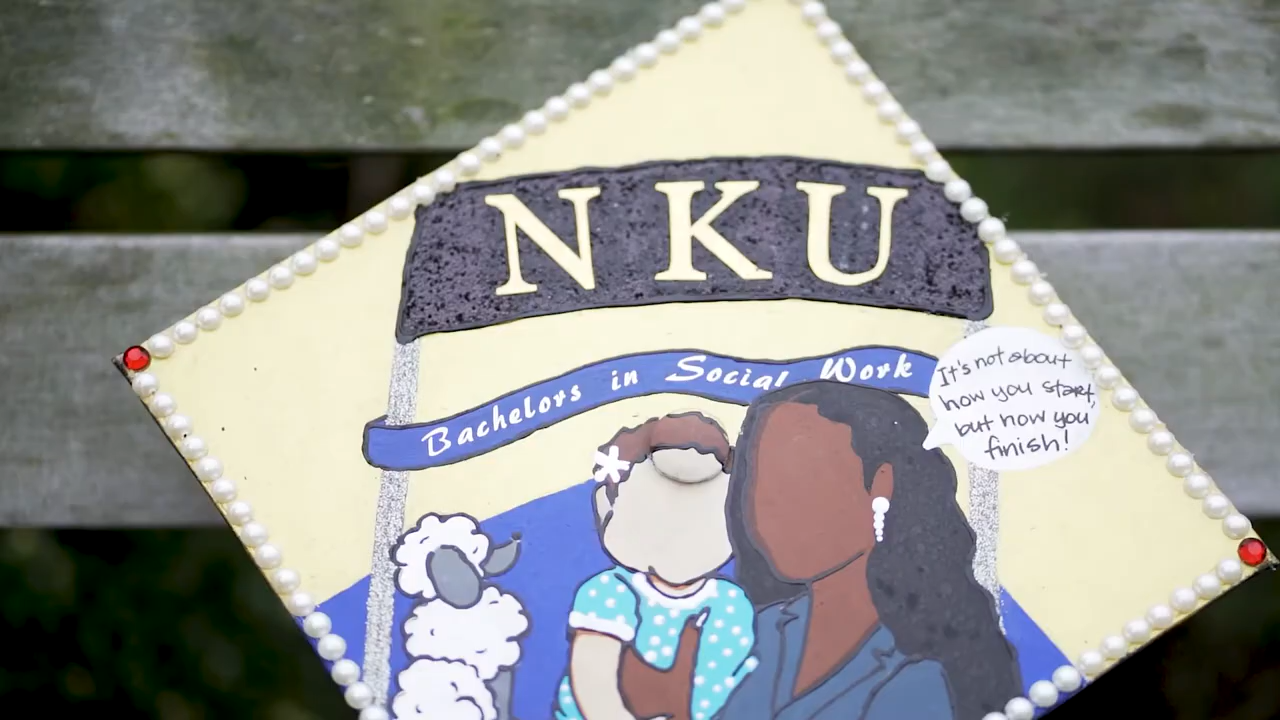 NKU
Bachelors in Social Work
It's not about
how you start,
but how you
finish!